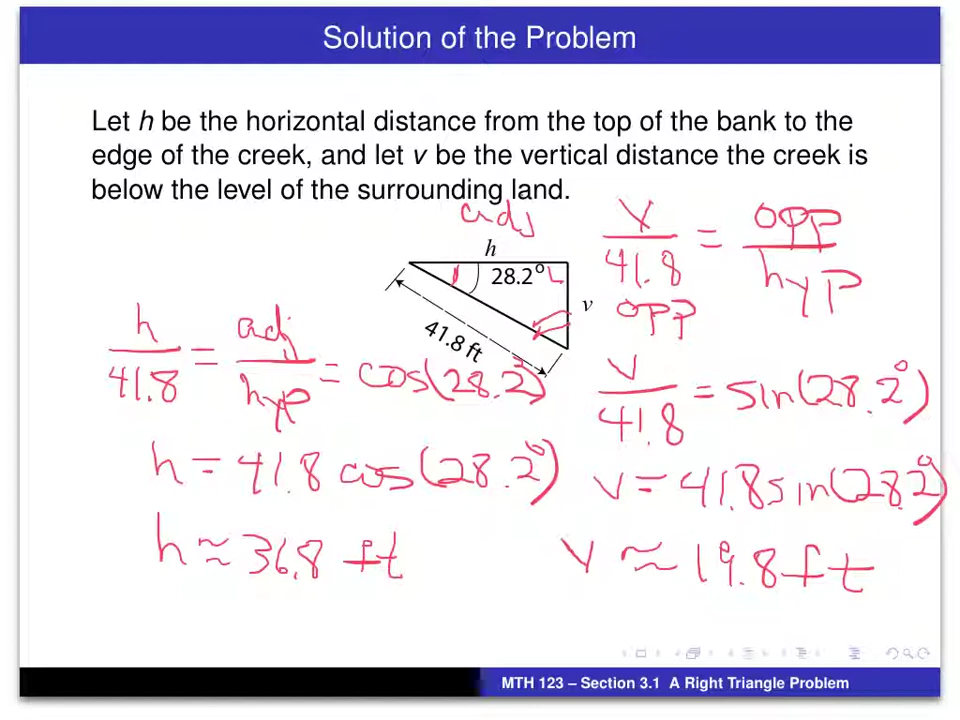 Solution of the Problem
Let h be the horizontal distance from the top of the bank to the
edge of the creek, and let v be the vertical distance the creek is
below the level of the surrounding land.
adj
h
28.2°
v
41.8 ft
v/41.8 = opp/hyp
opp
h/41.8 = adj/hyp = cos(28.2°)
v/41.8 = sin(28.2°)
h = 41.8 cos(28.2°)
v = 41.8 sin(28.2°)
h ≈ 36.8 ft
v ≈ 19.8 ft
MTH 123 – Section 3.1 A Right Triangle Problem